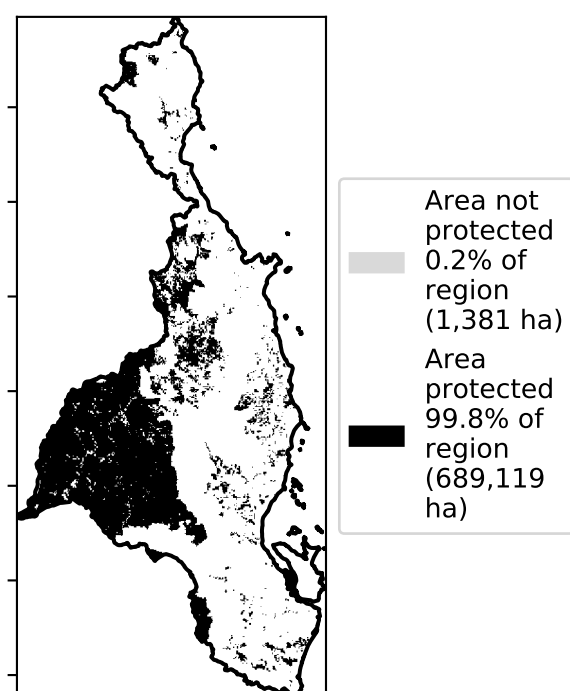 Area not
protected
0.2% of
region
(1,381 ha)
Area
protected
99.8% of
region
(689,119
ha)